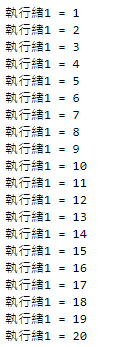 執行緒1 = 1
執行緒1 = 2
執行緒1 = 3
執行緒1 = 4
執行緒1 = 5
執行緒1 = 6
執行緒1 = 7
執行緒1 = 8
執行緒1 = 9
執行緒1 = 10
執行緒1 = 11
執行緒1 = 12
執行緒1 = 13
執行緒1 = 14
執行緒1 = 15
執行緒1 = 16
執行緒1 = 17
執行緒1 = 18
執行緒1 = 19
執行緒1 = 20